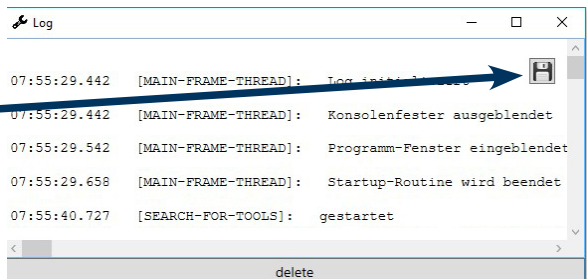 Log
07:55:29.442 [MAIN-FRAME-THREAD]: Log
07:55:29.442 [MAIN-FRAME-THREAD]: Konsolenfester ausgeblendet
07:55:29.542 [MAIN-FRAME-THREAD]: Programm-Fenster eingeblendet
07:55:29.658 [MAIN-FRAME-THREAD]: Startup-Routine wird beendet
07:55:40.727 [SEARCH-FOR-TOOLS]: gestartet
delete